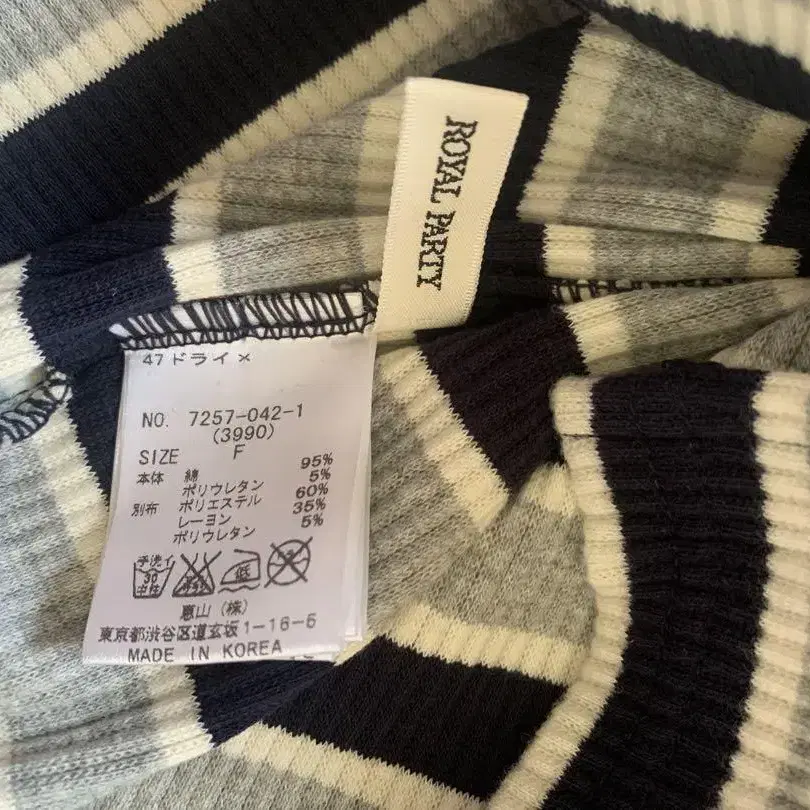 ROYAL PARTY
47ドライ×
NO. 7257-042-1
(3990)
SIZE F
本体 綿 95%
ポリウレタン 5%
別布 ポリエステル 60%
レーヨン 35%
ポリウレタン 5%
手洗イ
30
中性
低
恵山(株)
東京都渋谷区道玄坂1-16-6
MADE IN KOREA